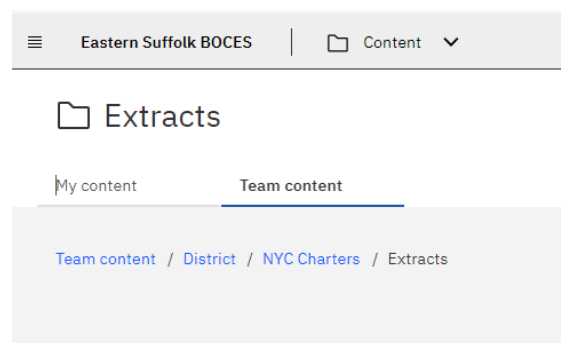 Eastern Suffolk BOCES Content
Extracts
My content Team content
Team content / District / NYC Charters / Extracts